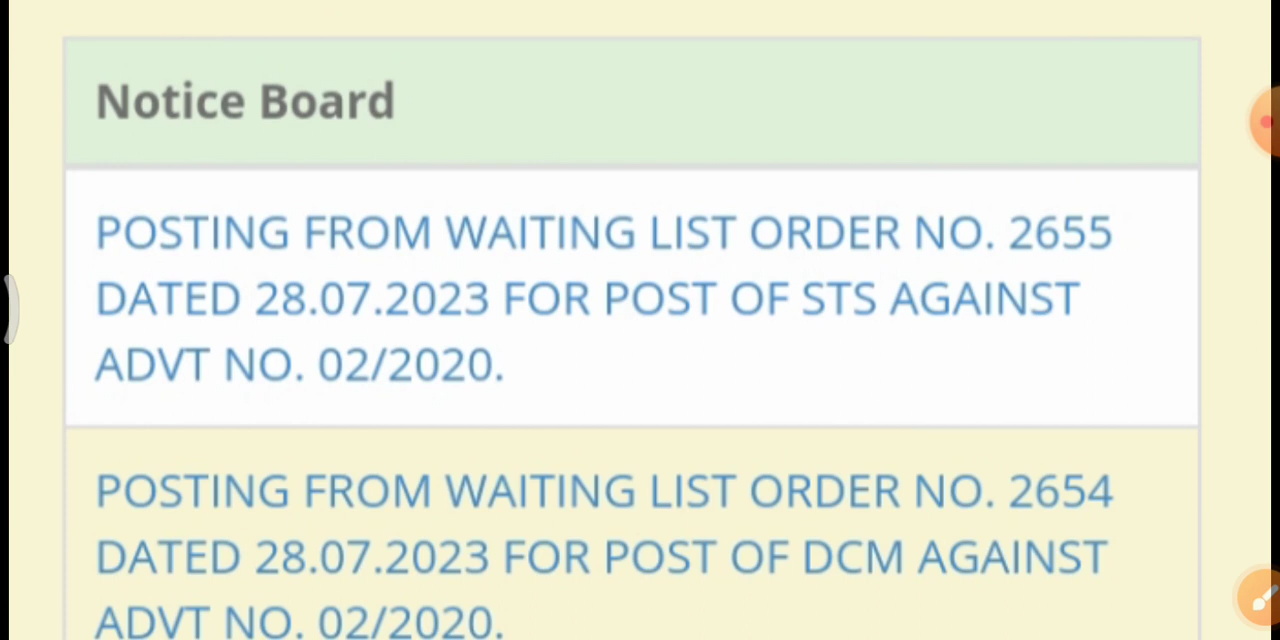 Notice Board
POSTING FROM WAITING LIST ORDER NO. 2655
DATED 28.07.2023 FOR POST OF STS AGAINST
ADVT NO. 02/2020.
POSTING FROM WAITING LIST ORDER NO. 2654
DATED 28.07.2023 FOR POST OF DCM AGAINST
ADVT NO. 02/2020.